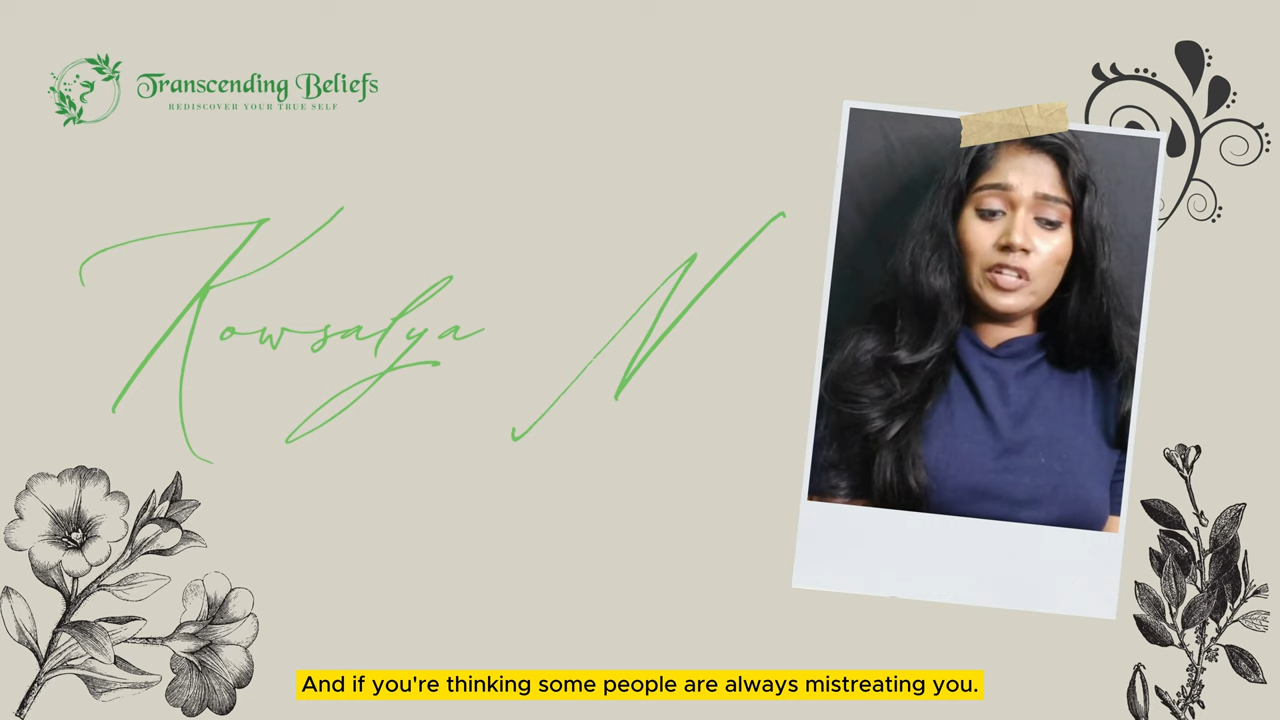 Transcending Beliefs
REDISCOVER YOUR TRUE SELF
Kowsalya N
And if you're thinking some people are always mistreating you.